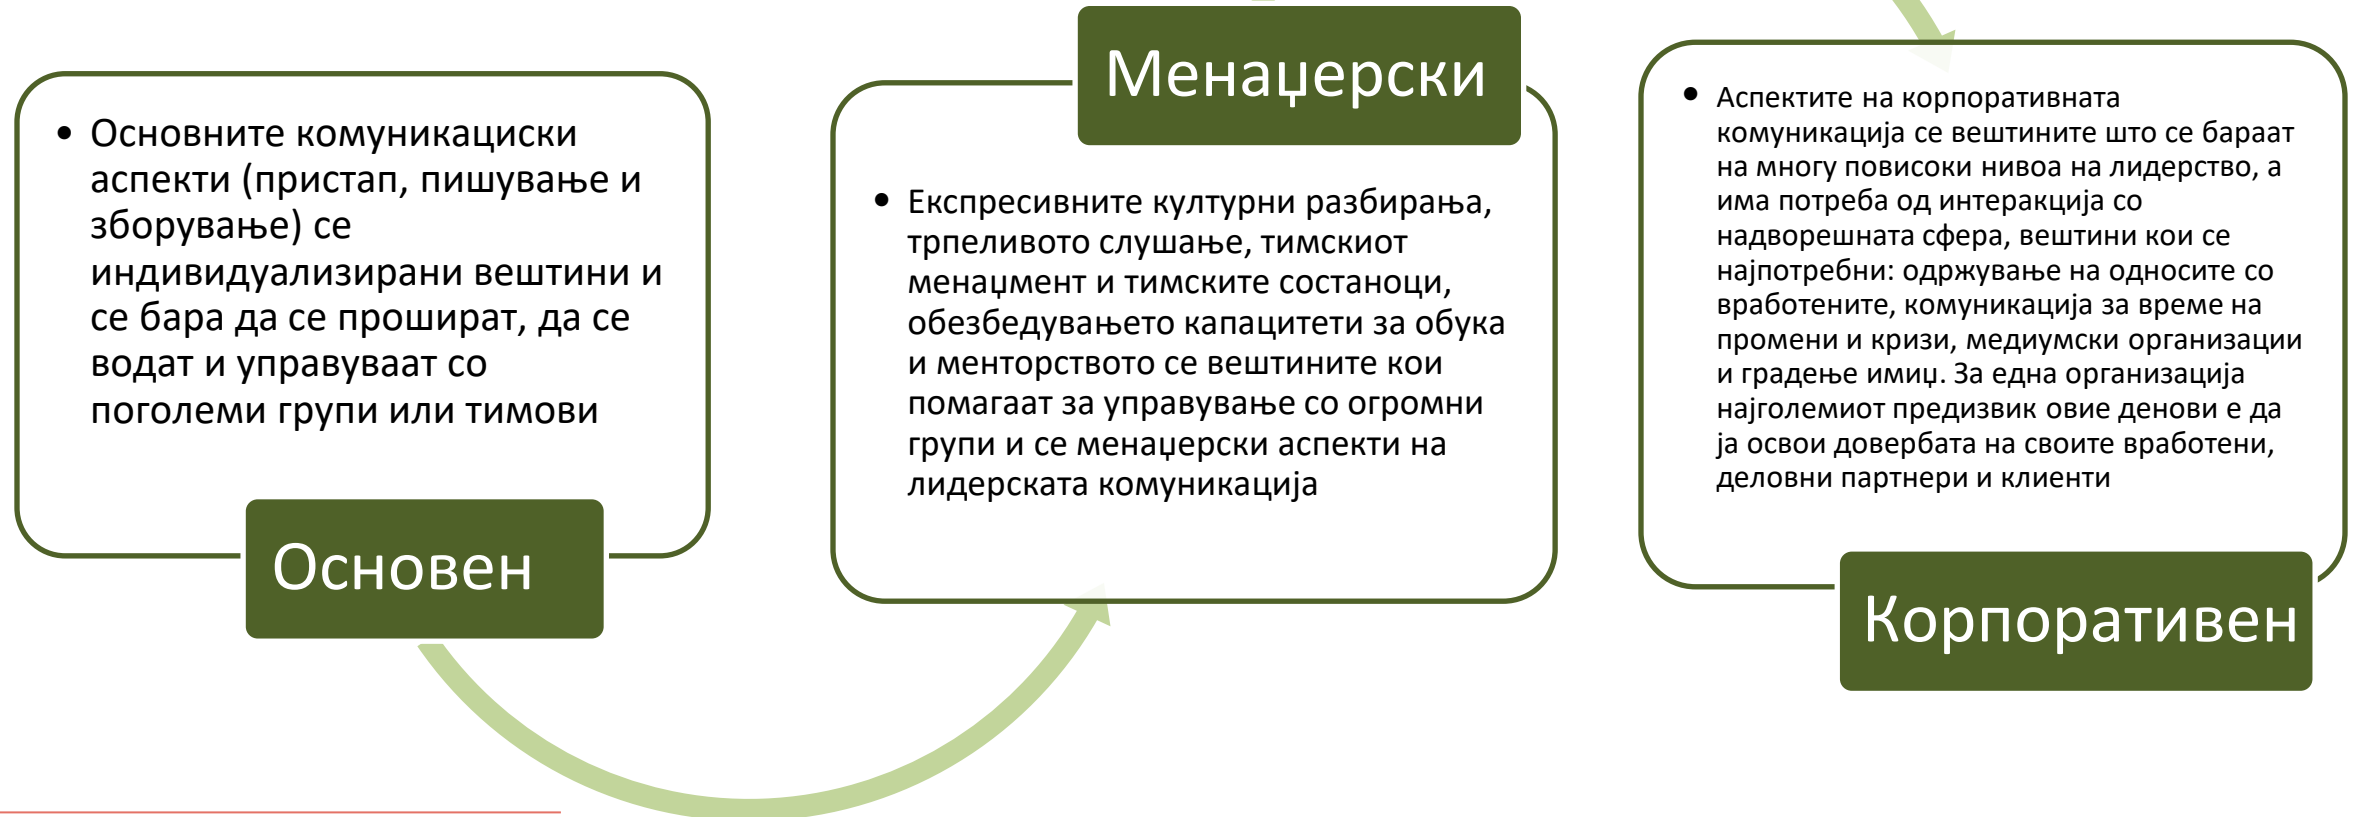 • Основните комуникациски
аспекти (пристап, пишување и
зборување) се
индивидуализирани вештини и
се бара да се прошират, да се
водат и управуваат со
поголеми групи или тимови
Основен
Менаџерски
• Експресивните културни разбирања,
трпеливото слушање, тимскиот
менаџмент и тимските состаноци,
обезбедувањето капацитети за обука
и менторството се вештините кои
помагаат за управување со огромни
групи и се менаџерски аспекти на
лидерската комуникација
• Аспектите на корпоративната
комуникација се вештините што се бараат
на многу повисоки нивоа на лидерство, а
има потреба од интеракција со
надворешната сфера, вештини кои се
најпотребни: одржување на односите со
вработените, комуникација за време на
промени и кризи, медиумски организации
и градење имиџ. За една организација
најголемиот предизвик овие денови е да
ја освои довербата на своите вработени,
деловни партнери и клиенти
Корпоративен